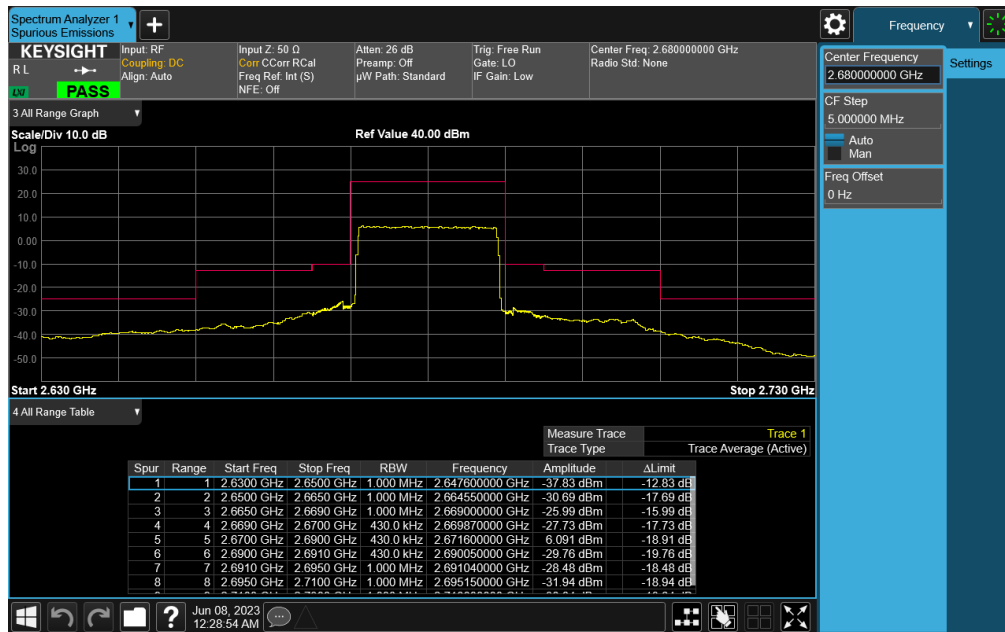 Spectrum Analyzer 1
Spurious Emissions
+
Frequency
KEYSIGHT
R L
LXI
PASS
Input: RF
Coupling: DC
Align: Auto
Input Z: 50 Ω
Corr CCorr RCal
Freq Ref: Int (S)
NFE: Off
Atten: 26 dB
Preamp: Off
µW Path: Standard
Trig: Free Run
Gate: LO
IF Gain: Low
Center Freq: 2.680000000 GHz
Radio Std: None
Center Frequency
2.680000000 GHz
Settings
CF Step
5.000000 MHz
Auto
Man
Freq Offset
0 Hz
3 All Range Graph
Scale/Div 10.0 dB
Ref Value 40.00 dBm
Log
30.0
20.0
10.0
0.00
-10.0
-20.0
-30.0
-40.0
-50.0
Start 2.630 GHz
Stop 2.730 GHz
4 All Range Table
Measure Trace Trace 1
Trace Type Trace Average (Active)
Spur Range Start Freq Stop Freq RBW Frequency Amplitude ΔLimit
1 1 2.6300 GHz 2.6500 GHz 1.000 MHz 2.647600000 GHz -37.83 dBm -12.83 dB
2 2 2.6500 GHz 2.6650 GHz 1.000 MHz 2.664550000 GHz -30.69 dBm -17.69 dB
3 3 2.6650 GHz 2.6690 GHz 1.000 MHz 2.669000000 GHz -25.99 dBm -15.99 dB
4 4 2.6690 GHz 2.6700 GHz 430.0 kHz 2.669870000 GHz -27.73 dBm -17.73 dB
5 5 2.6700 GHz 2.6900 GHz 430.0 kHz 2.671600000 GHz 6.091 dBm -18.91 dB
6 6 2.6900 GHz 2.6910 GHz 430.0 kHz 2.690050000 GHz -29.76 dBm -19.76 dB
7 7 2.6910 GHz 2.6950 GHz 1.000 MHz 2.691040000 GHz -28.48 dBm -18.48 dB
8 8 2.6950 GHz 2.7100 GHz 1.000 MHz 2.695150000 GHz -31.94 dBm -18.94 dB
?
Jun 08, 2023
12:28:54 AM